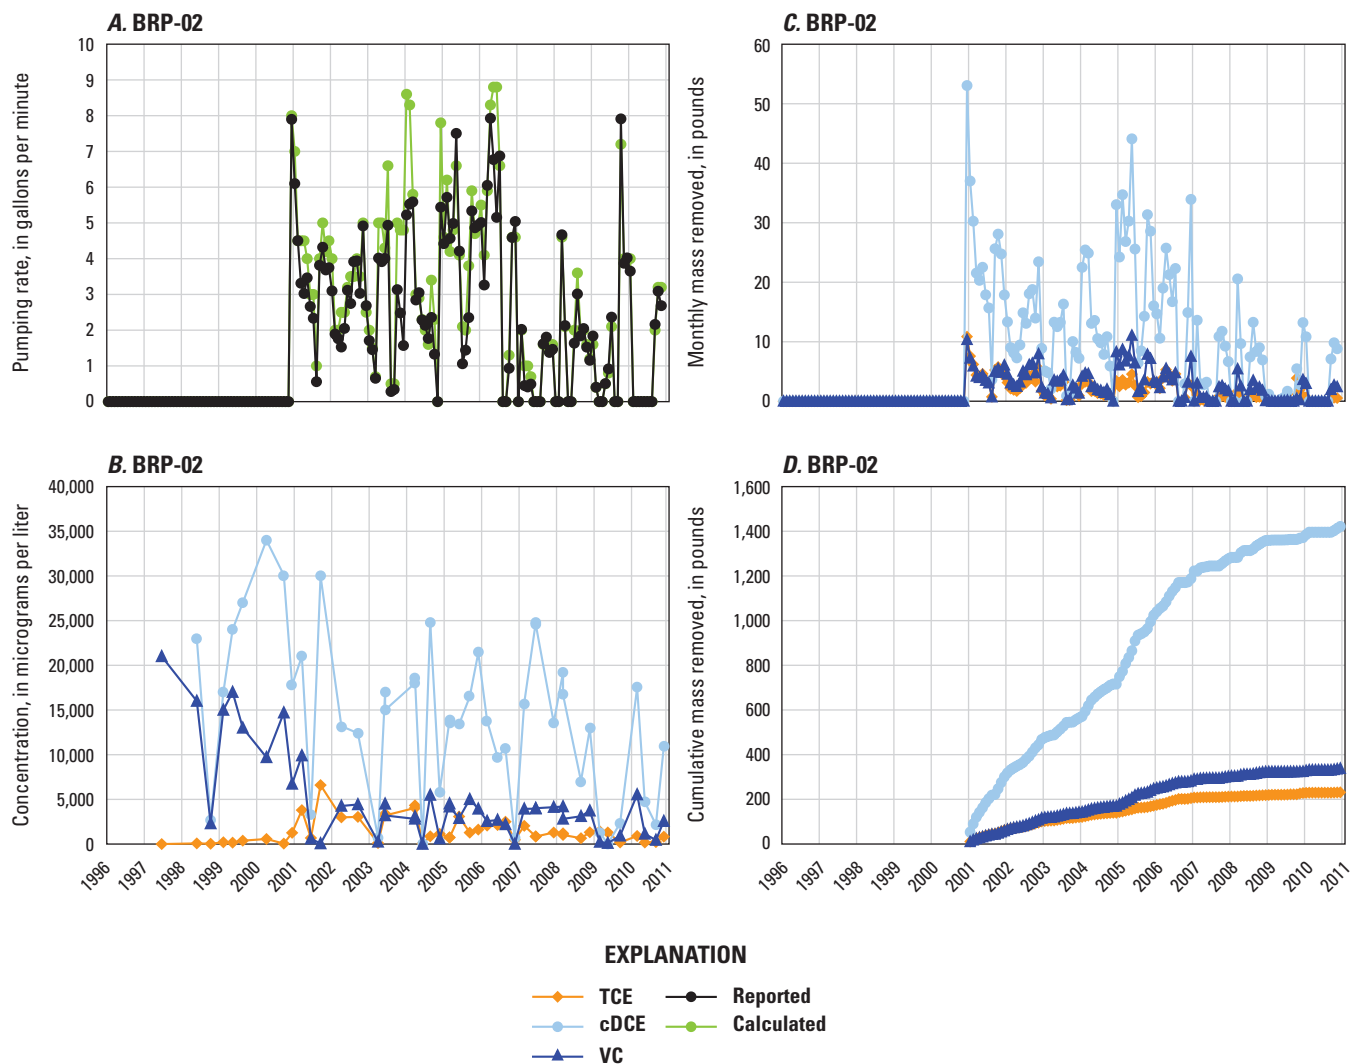 A. BRP-02
Pumping rate, in gallons per minute
10
9
8
7
6
5
4
3
2
1
0
C. BRP-02
Monthly mass removed, in pounds
60
50
40
30
20
10
0
B. BRP-02
Concentration, in micrograms per liter
40,000
35,000
30,000
25,000
20,000
15,000
10,000
5,000
0
1996 1997 1998 1999 2000 2001 2002 2003 2004 2005 2006 2007 2008 2009 2010 2011
D. BRP-02
Cumulative mass removed, in pounds
1,600
1,400
1,200
1,000
800
600
400
200
0
1996 1997 1998 1999 2000 2001 2002 2003 2004 2005 2006 2007 2008 2009 2010 2011
EXPLANATION
TCE Reported
cDCE Calculated
VC